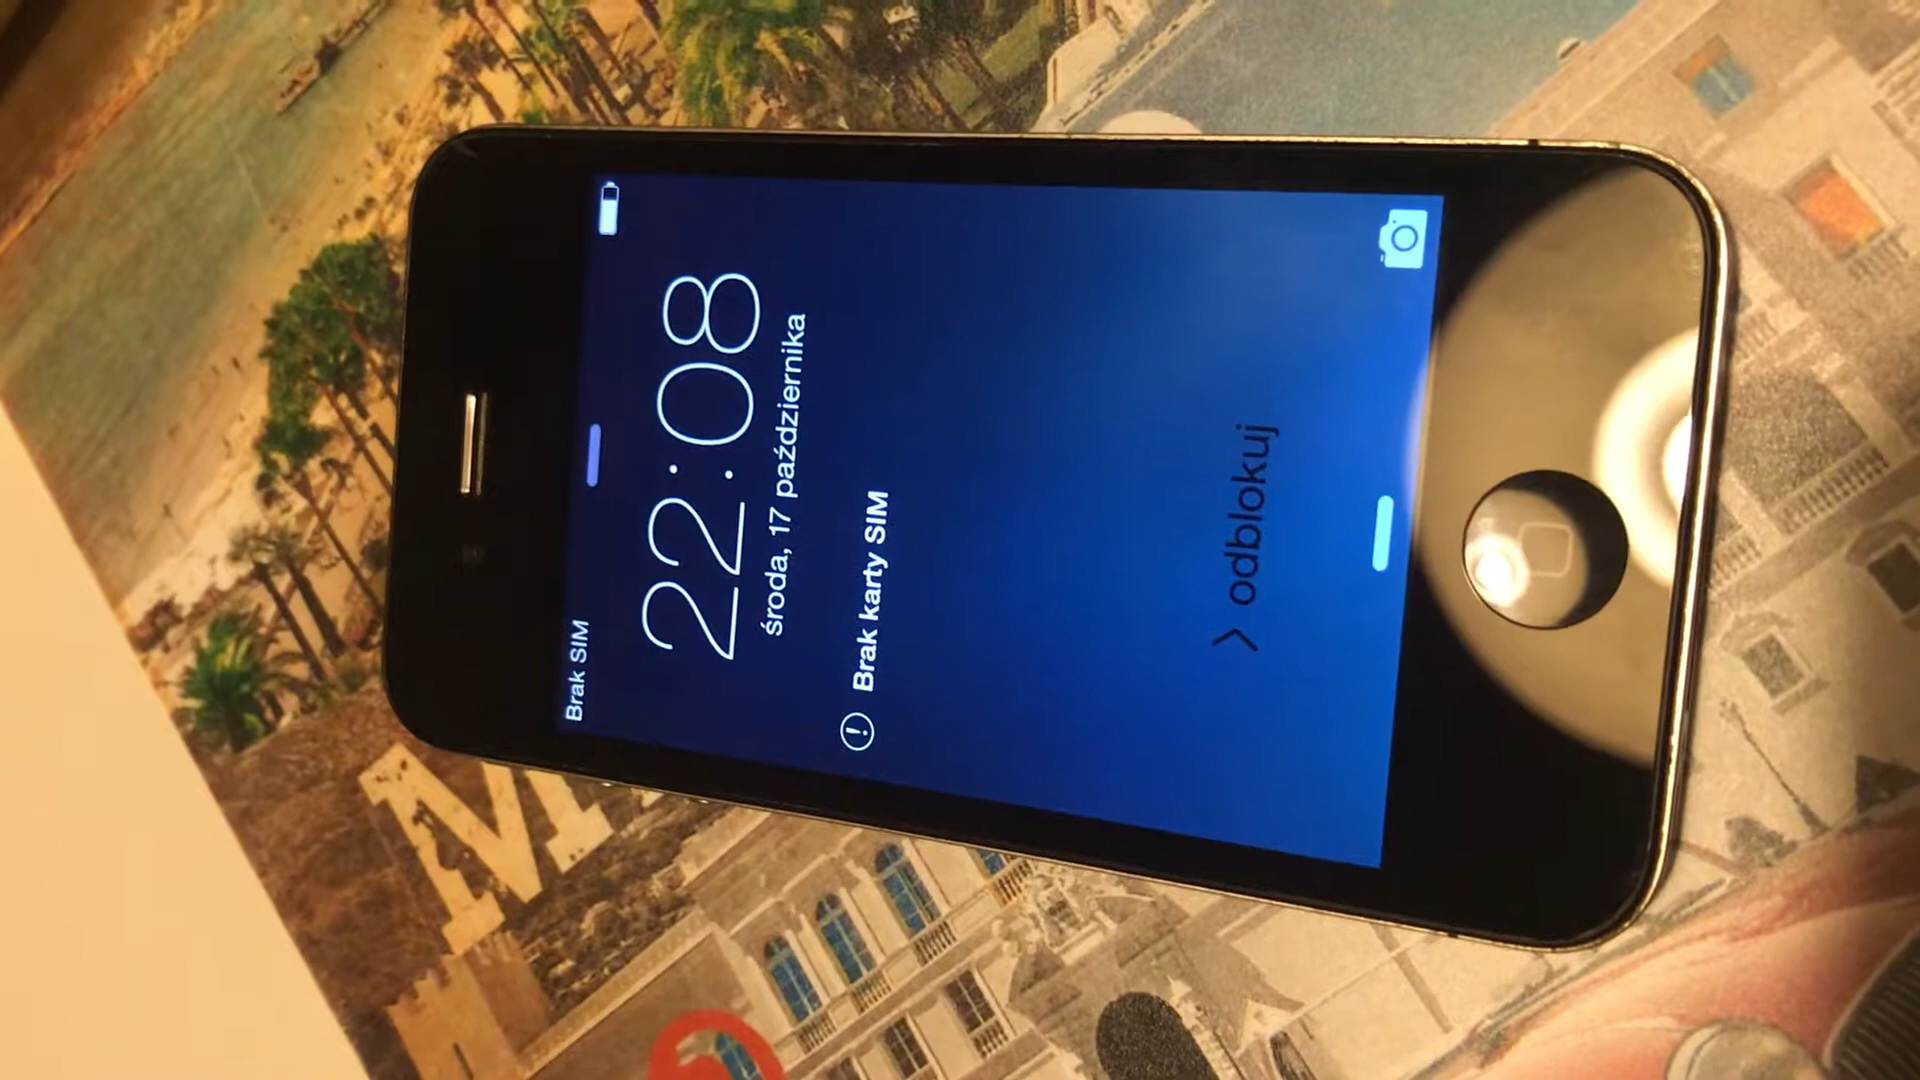 Brak SIM
22:08
środa, 17 października
Brak karty SIM
> odblokuj
M